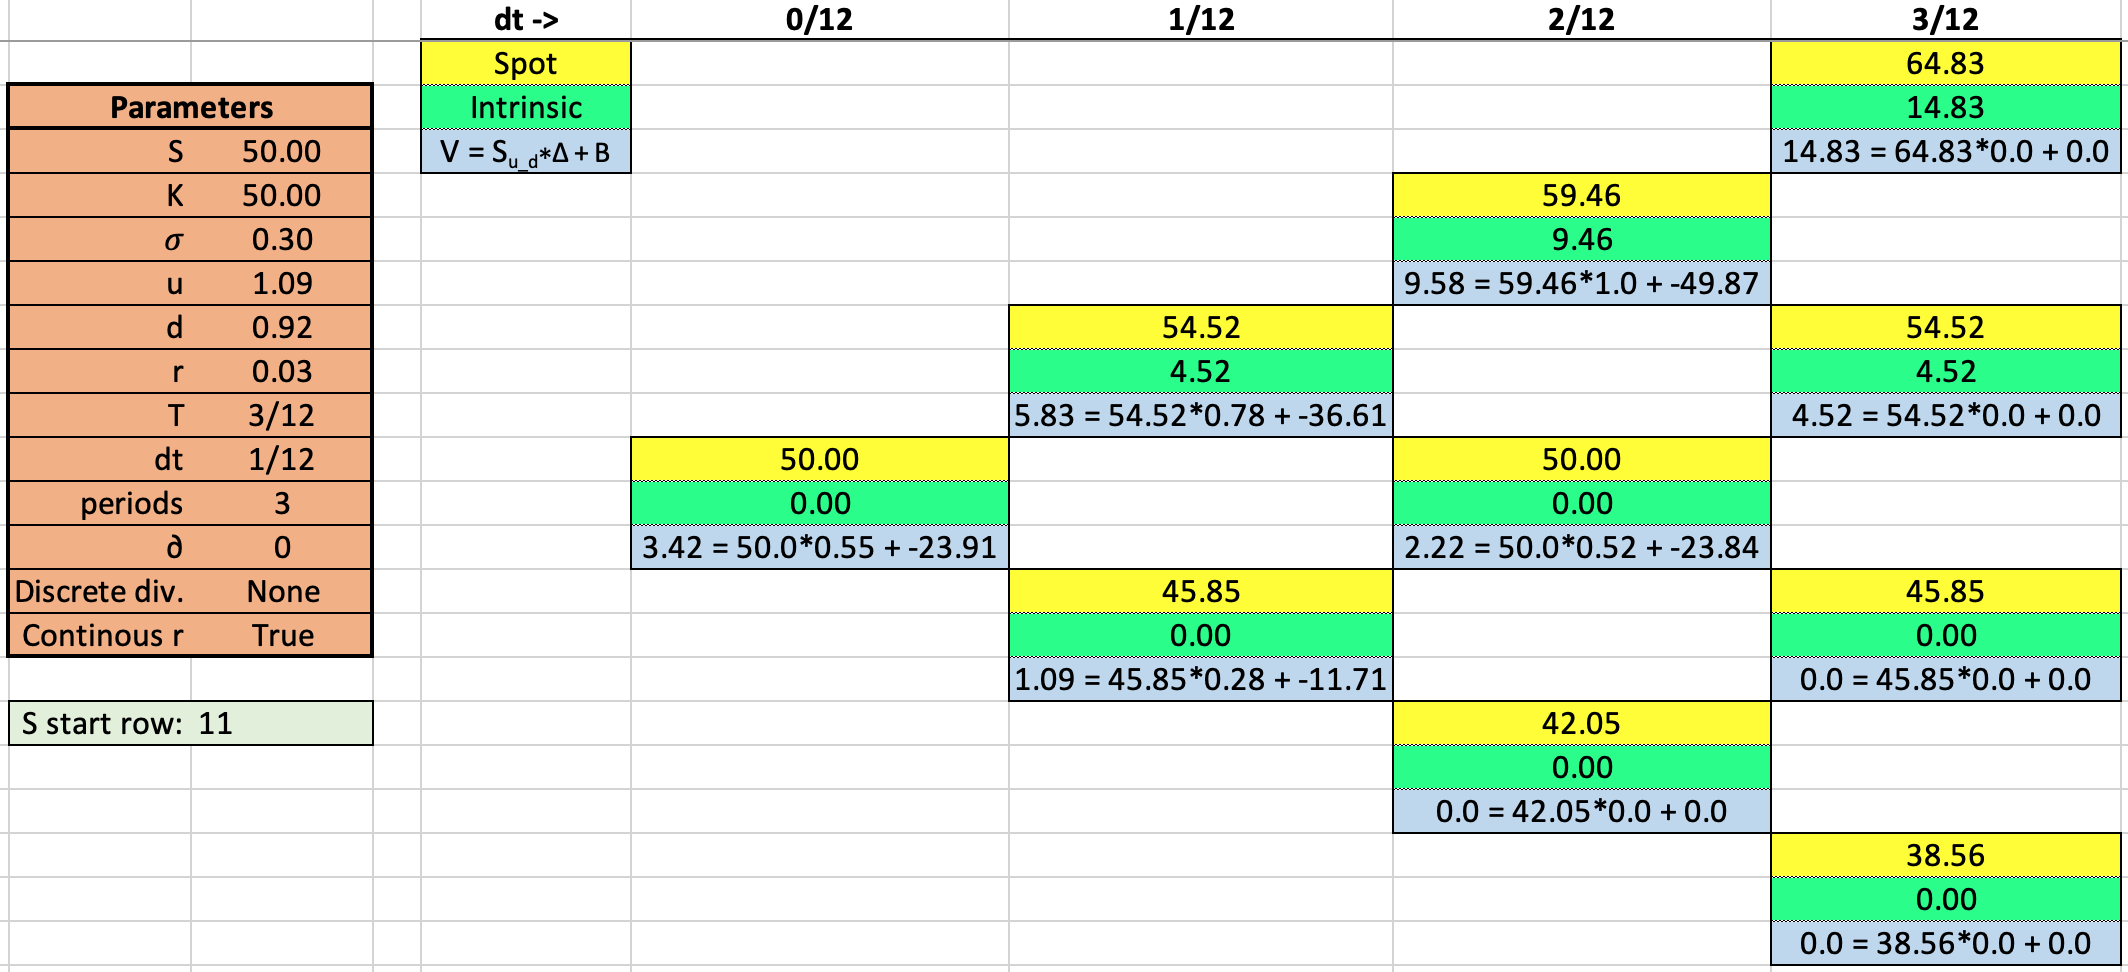 dt -> 0/12 1/12 2/12 3/12
Spot 64.83
Parameters Intrinsic 14.83
S 50.00 V = Su_d*Δ + B 14.83 = 64.83*0.0 + 0.0
K 50.00 59.46
σ 0.30 9.46
u 1.09 9.58 = 59.46*1.0 + -49.87
d 0.92 54.52 54.52
r 0.03 4.52 4.52
T 3/12 5.83 = 54.52*0.78 + -36.61 4.52 = 54.52*0.0 + 0.0
dt 1/12 50.00 50.00
periods 3 0.00 0.00
∂ 0 3.42 = 50.0*0.55 + -23.91 2.22 = 50.0*0.52 + -23.84
Discrete div. None 45.85 45.85
Continous r True 0.00 0.00
1.09 = 45.85*0.28 + -11.71 0.0 = 45.85*0.0 + 0.0
S start row: 11 42.05
0.00
0.0 = 42.05*0.0 + 0.0
38.56
0.00
0.0 = 38.56*0.0 + 0.0